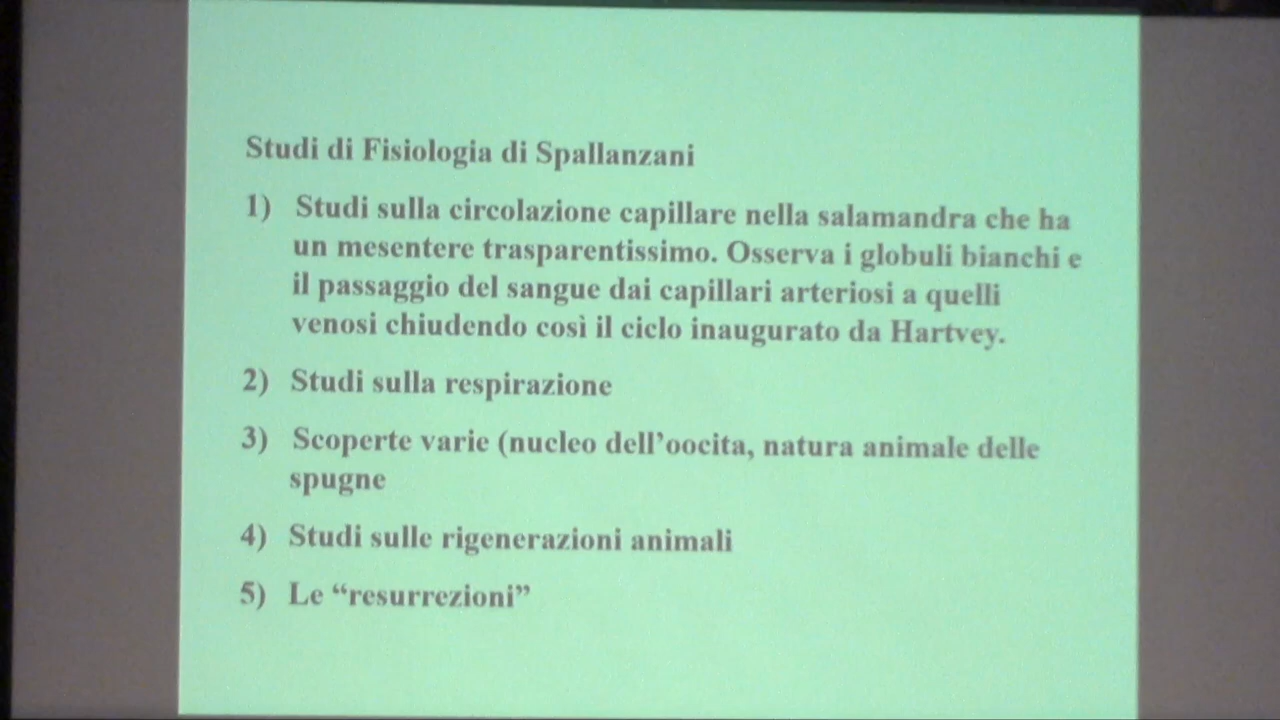 Studi di Fisiologia di Spallanzani
1) Studi sulla circolazione capillare nella salamandra che ha
un mesentere trasparentissimo. Osserva i globuli bianchi e
il passaggio del sangue dai capillari arteriosi a quelli
venosi chiudendo così il ciclo inaugurato da Hartvey.
2) Studi sulla respirazione
3) Scoperte varie (nucleo dell’oocita, natura animale delle
spugne
4) Studi sulle rigenerazioni animali
5) Le “resurrezioni”